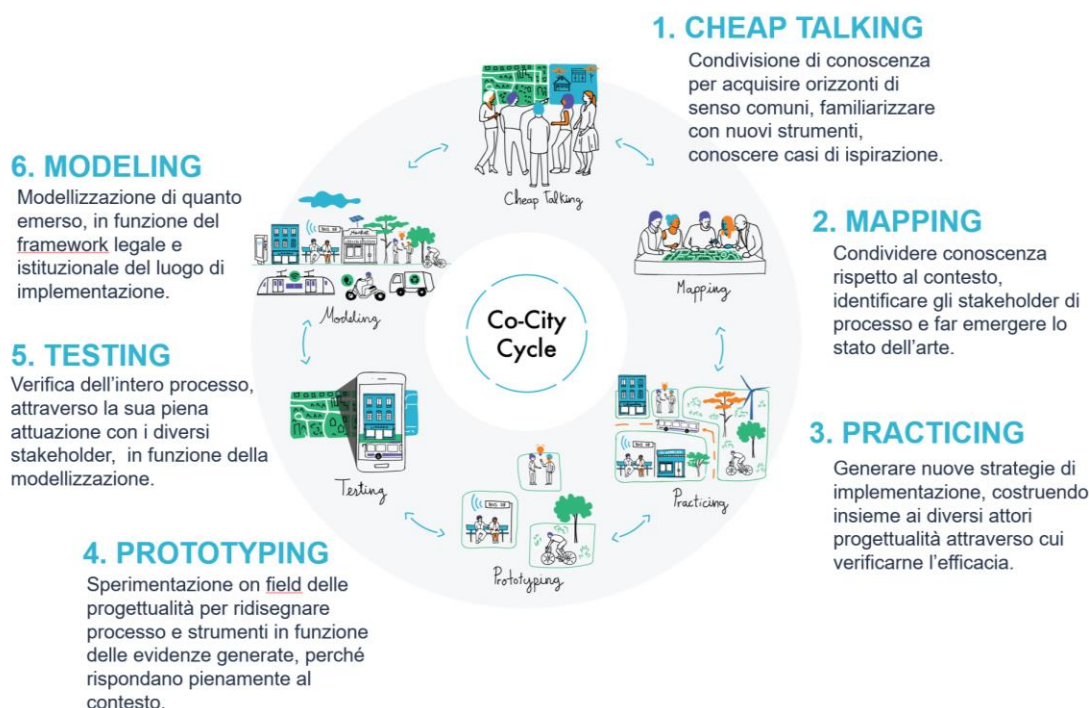 1. CHEAP TALKING
Condivisione di conoscenza
per acquisire orizzonti di
senso comuni, familiarizzare
con nuovi strumenti,
conoscere casi di ispirazione.
2. MAPPING
Condividere conoscenza
rispetto al contesto,
identificare gli stakeholder di
processo e far emergere lo
stato dell’arte.
3. PRACTICING
Generare nuove strategie di
implementazione, costruendo
insieme ai diversi attori
progettualità attraverso cui
verificarne l’efficacia.
4. PROTOTYPING
Sperimentazione on field delle
progettualità per ridisegnare
processo e strumenti in funzione
delle evidenze generate, perché
rispondano pienamente al
contesto.
5. TESTING
Verifica dell’intero processo,
attraverso la sua piena
attuazione con i diversi
stakeholder, in funzione della
modellizzazione.
6. MODELING
Modellizzazione di quanto
emerso, in funzione del
framework legale e
istituzionale del luogo di
implementazione.
Cheap Talking
Mapping
Practicing
Prototyping
Testing
Modeling
Co-City
Cycle